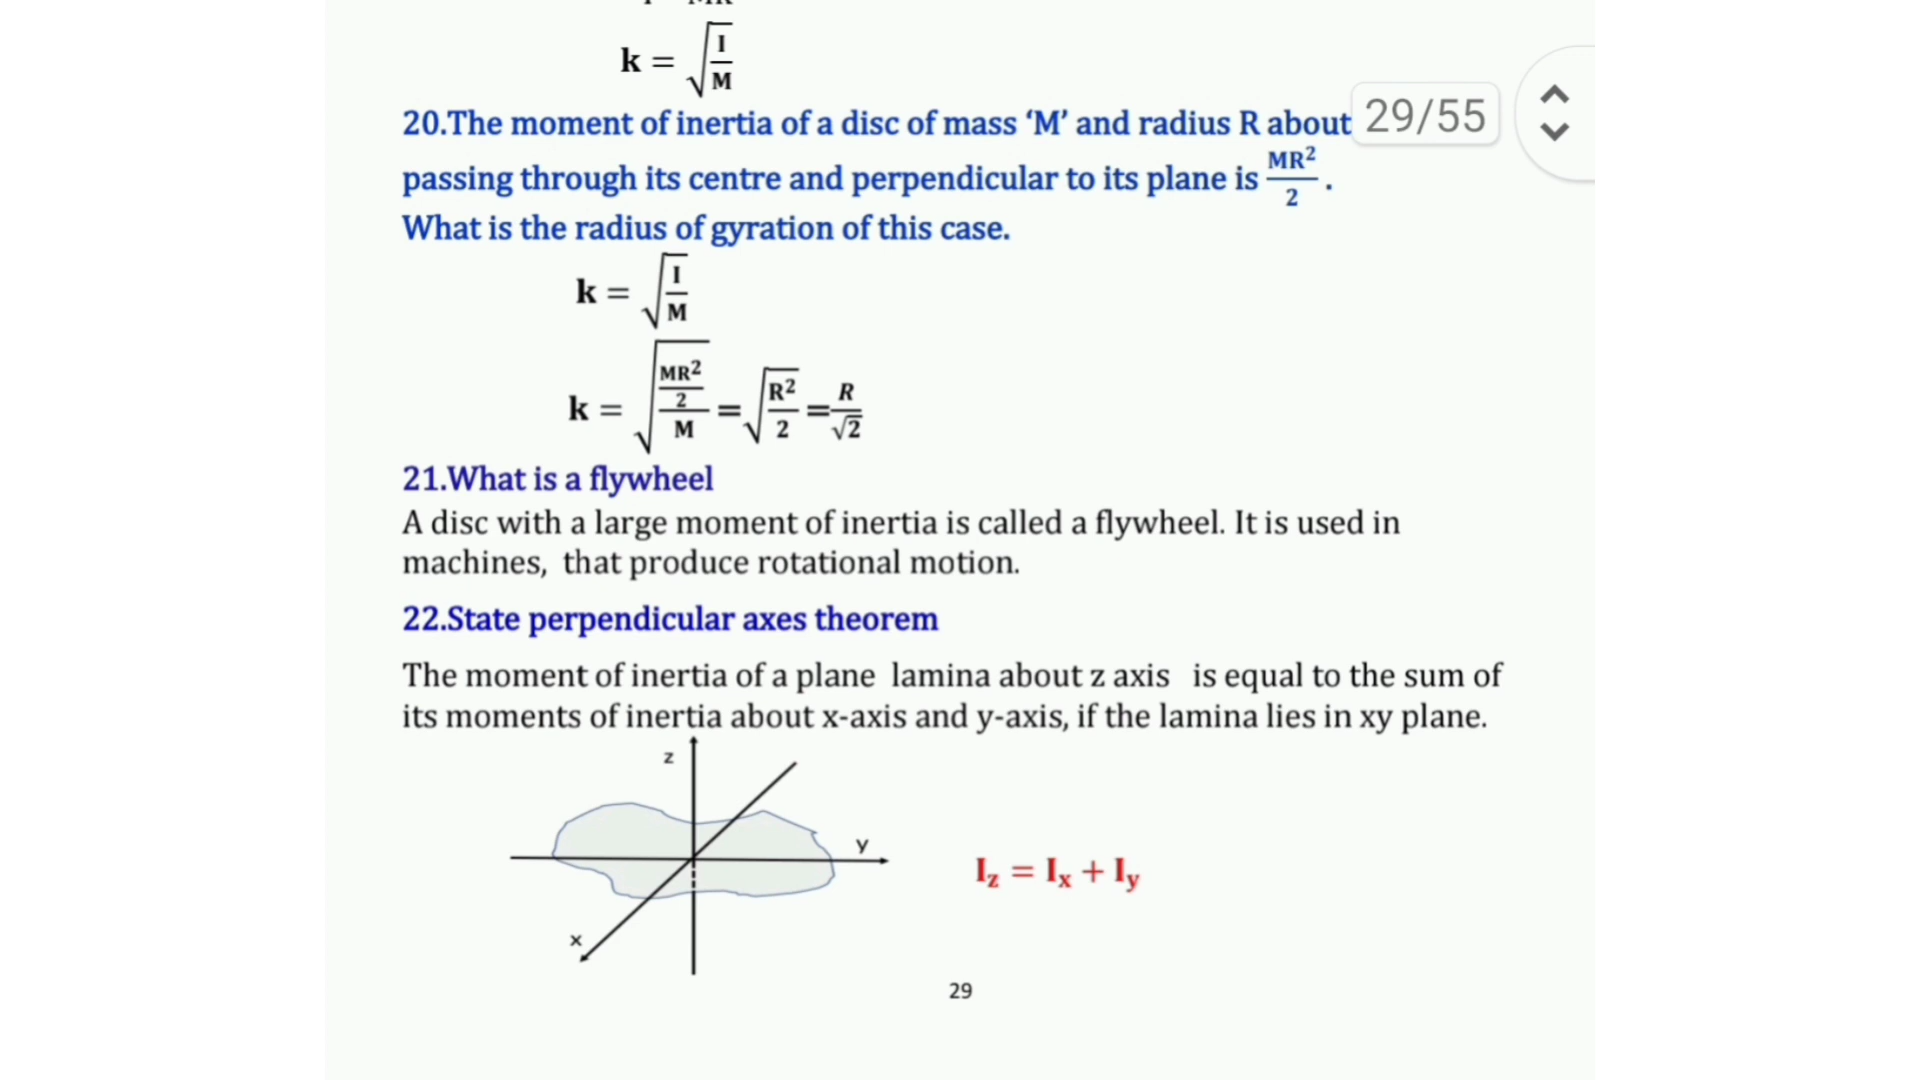 k = √(I/M)
20.The moment of inertia of a disc of mass ‘M’ and radius R about
29/55
passing through its centre and perpendicular to its plane is MR²/2 .
What is the radius of gyration of this case.
k = √(I/M)
k = √((MR²/2)/M) = √(R²/2) = R/√2
21.What is a flywheel
A disc with a large moment of inertia is called a flywheel. It is used in
machines, that produce rotational motion.
22.State perpendicular axes theorem
The moment of inertia of a plane lamina about z axis is equal to the sum of
its moments of inertia about x-axis and y-axis, if the lamina lies in xy plane.
z
y
I_z = I_x + I_y
x
29